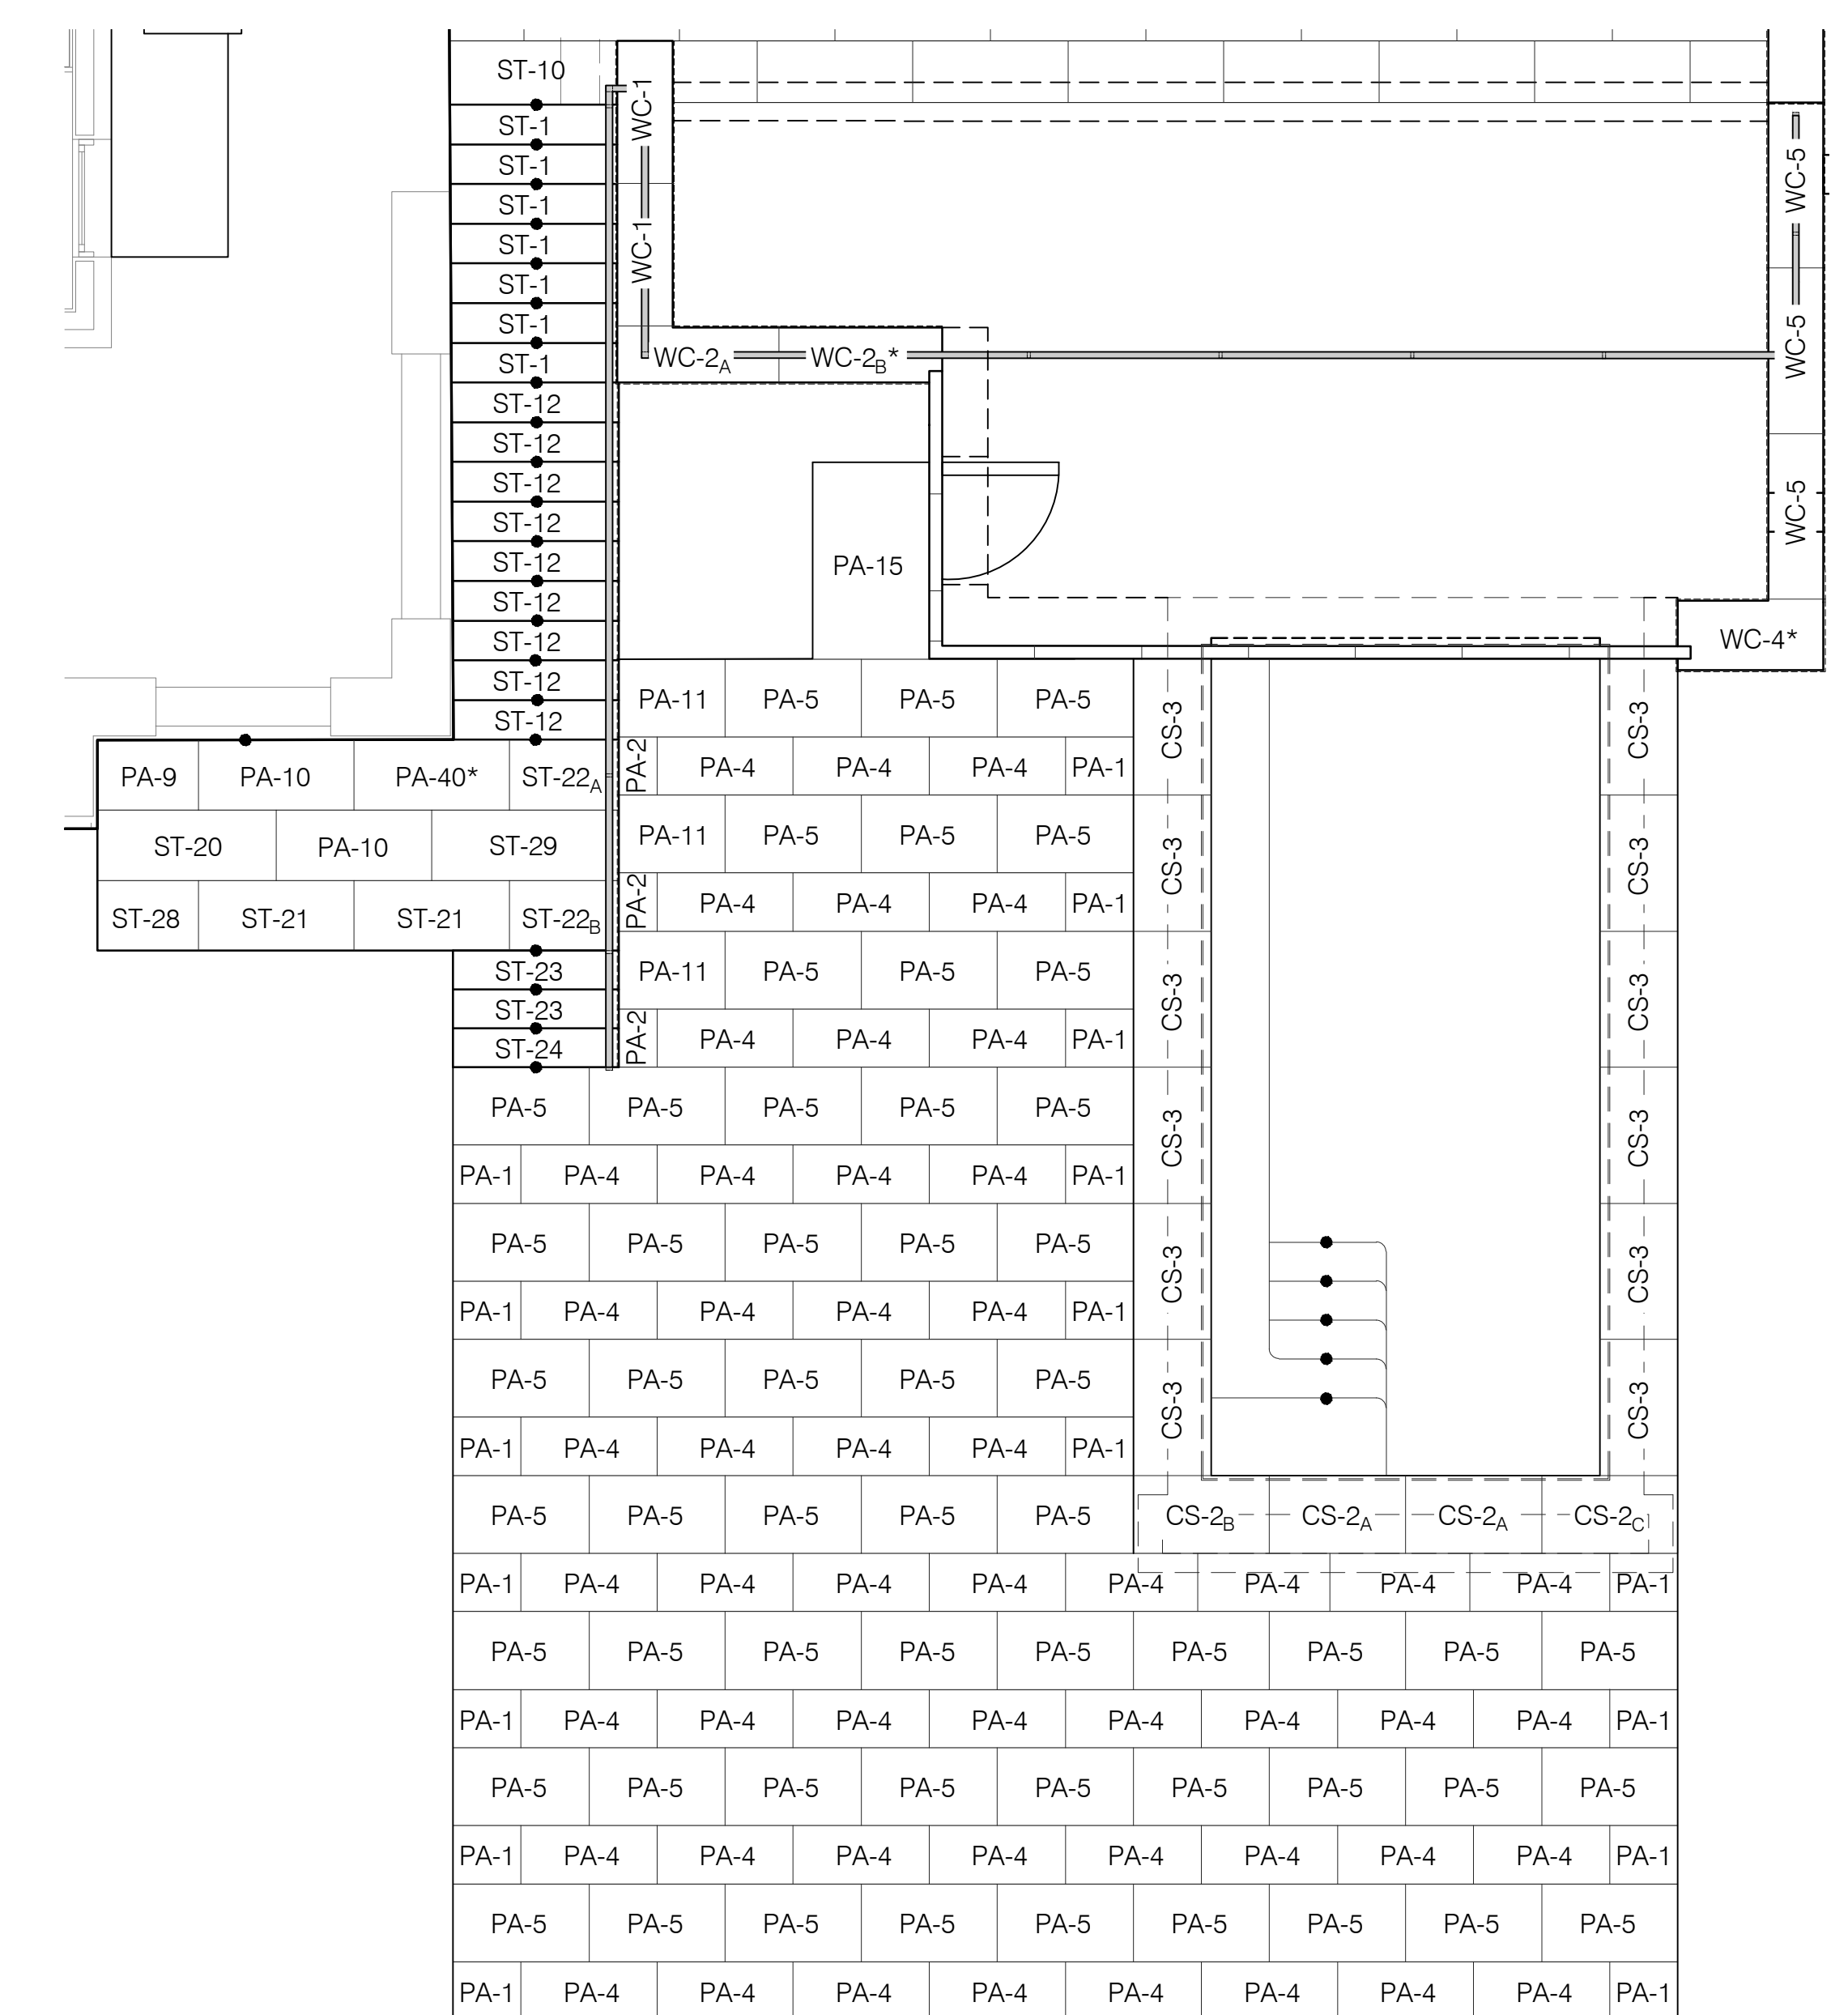 ST-10
WC-1
ST-1
ST-1
WC-5
ST-1
ST-1
WC-1
ST-1
ST-1
WC-5
ST-1
WC-2A WC-2B*
ST-12
ST-12
ST-12
WC-5
ST-12
ST-12
PA-15
ST-12
ST-12
WC-4*
ST-12
PA-11 PA-5 PA-5 PA-5
ST-12
CS-3 CS-3
PA-9 PA-10 PA-40* ST-22A PA-2 PA-4 PA-4 PA-4 PA-1
ST-20 PA-10 ST-29 PA-11 PA-5 PA-5 PA-5
CS-3 CS-3
ST-28 ST-21 ST-21 ST-22B PA-2 PA-4 PA-4 PA-4 PA-1
ST-23 PA-11 PA-5 PA-5 PA-5
CS-3 CS-3
ST-23
ST-24 PA-2 PA-4 PA-4 PA-4 PA-1
PA-5 PA-5 PA-5 PA-5 PA-5
CS-3 CS-3
PA-1 PA-4 PA-4 PA-4 PA-4 PA-1
PA-5 PA-5 PA-5 PA-5 PA-5
CS-3 CS-3
PA-1 PA-4 PA-4 PA-4 PA-4 PA-1
PA-5 PA-5 PA-5 PA-5 PA-5
CS-3 CS-3
PA-1 PA-4 PA-4 PA-4 PA-4 PA-1
PA-5 PA-5 PA-5 PA-5 PA-5 CS-2B CS-2A CS-2A CS-2C
PA-1 PA-4 PA-4 PA-4 PA-4 PA-4 PA-4 PA-4 PA-4 PA-1
PA-5 PA-5 PA-5 PA-5 PA-5 PA-5 PA-5 PA-5 PA-5
PA-1 PA-4 PA-4 PA-4 PA-4 PA-4 PA-4 PA-4 PA-4 PA-1
PA-5 PA-5 PA-5 PA-5 PA-5 PA-5 PA-5 PA-5 PA-5
PA-1 PA-4 PA-4 PA-4 PA-4 PA-4 PA-4 PA-4 PA-4 PA-1
PA-5 PA-5 PA-5 PA-5 PA-5 PA-5 PA-5 PA-5 PA-5
PA-1 PA-4 PA-4 PA-4 PA-4 PA-4 PA-4 PA-4 PA-4 PA-1